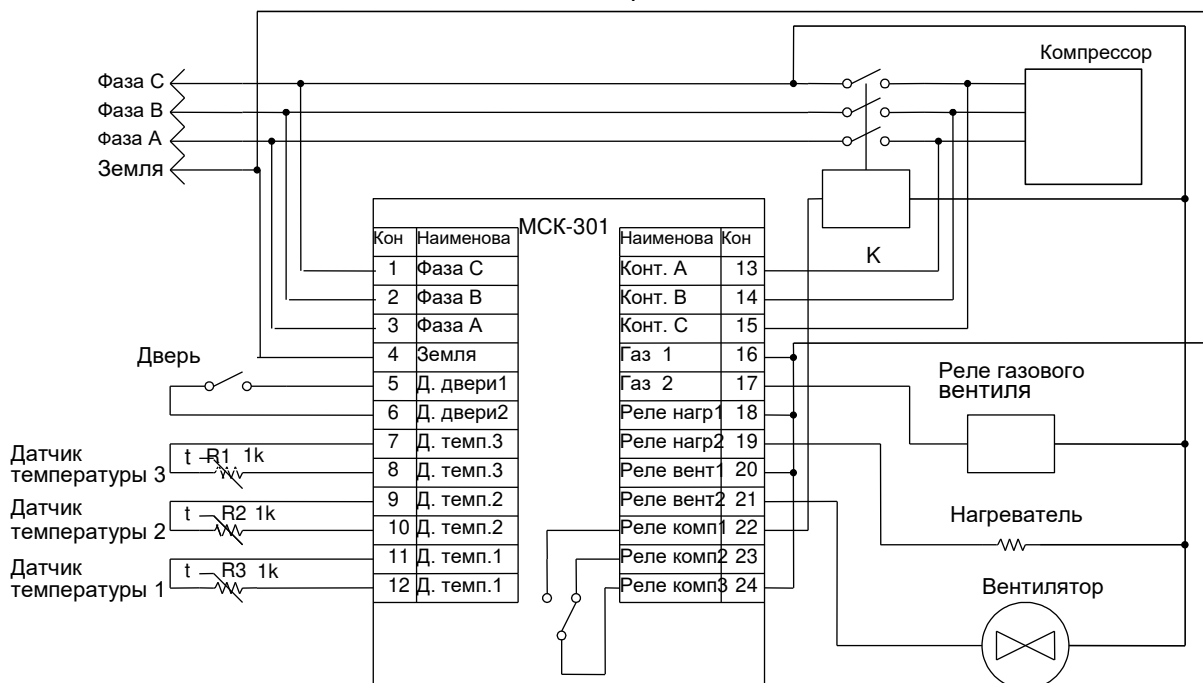 Компрессор
Фаза С
Фаза В
Фаза А
Земля
МСК-301
К
Кон Наименова
1 Фаза С
2 Фаза В
3 Фаза А
4 Земля
5 Д. двери1
6 Д. двери2
7 Д. темп.3
8 Д. темп.3
9 Д. темп.2
10 Д. темп.2
11 Д. темп.1
12 Д. темп.1
Наименова Кон
Конт. А 13
Конт. В 14
Конт. С 15
Газ 1 16
Газ 2 17
Реле нагр1 18
Реле нагр2 19
Реле вент1 20
Реле вент2 21
Реле комп1 22
Реле комп2 23
Реле комп3 24
Дверь
Датчик
температуры 3
t R1 1k
Датчик
температуры 2
t R2 1k
Датчик
температуры 1
t R3 1k
Реле газового
вентиля
Нагреватель
Вентилятор